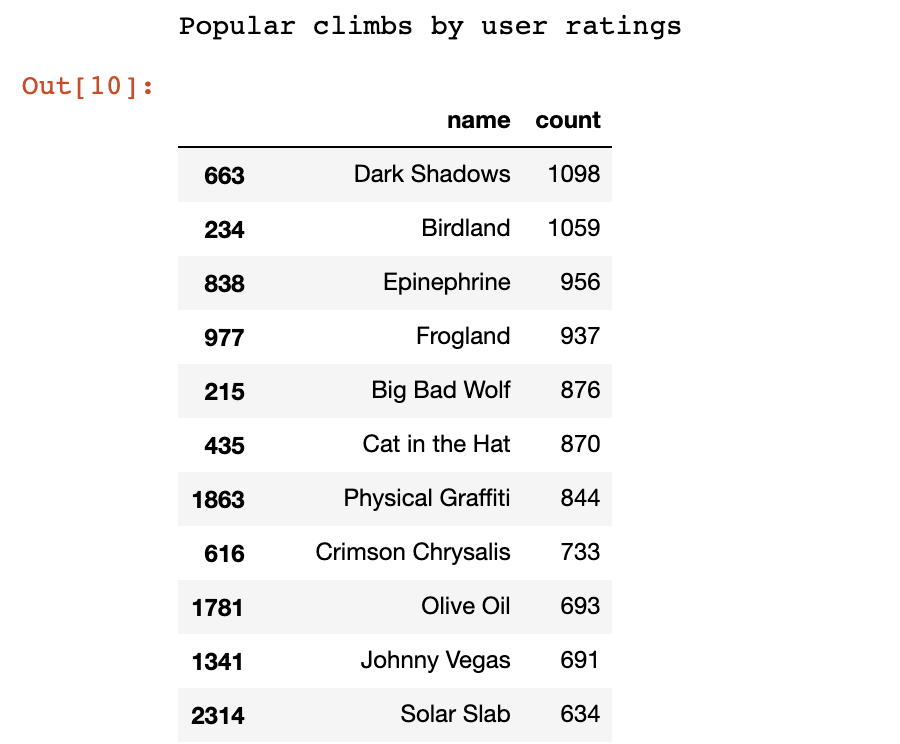 Popular climbs by user ratings
Out[10]:
name count
663 Dark Shadows 1098
234 Birdland 1059
838 Epinephrine 956
977 Frogland 937
215 Big Bad Wolf 876
435 Cat in the Hat 870
1863 Physical Graffiti 844
616 Crimson Chrysalis 733
1781 Olive Oil 693
1341 Johnny Vegas 691
2314 Solar Slab 634